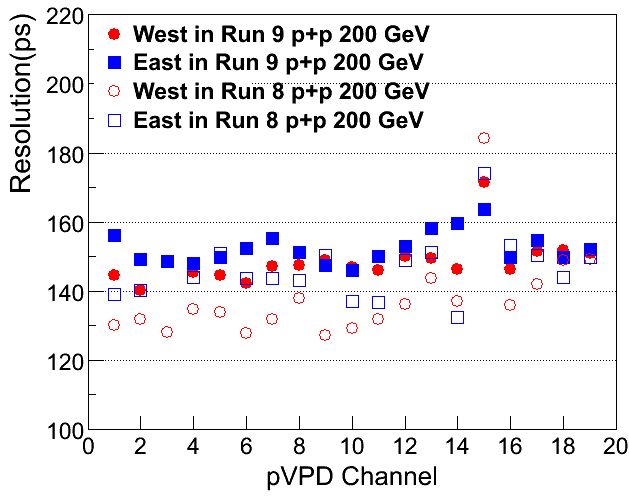 West in Run 9 p+p 200 GeV
East in Run 9 p+p 200 GeV
West in Run 8 p+p 200 GeV
East in Run 8 p+p 200 GeV
Resolution(ps)
220
200
180
160
140
120
100
0 2 4 6 8 10 12 14 16 18 20
pVPD Channel